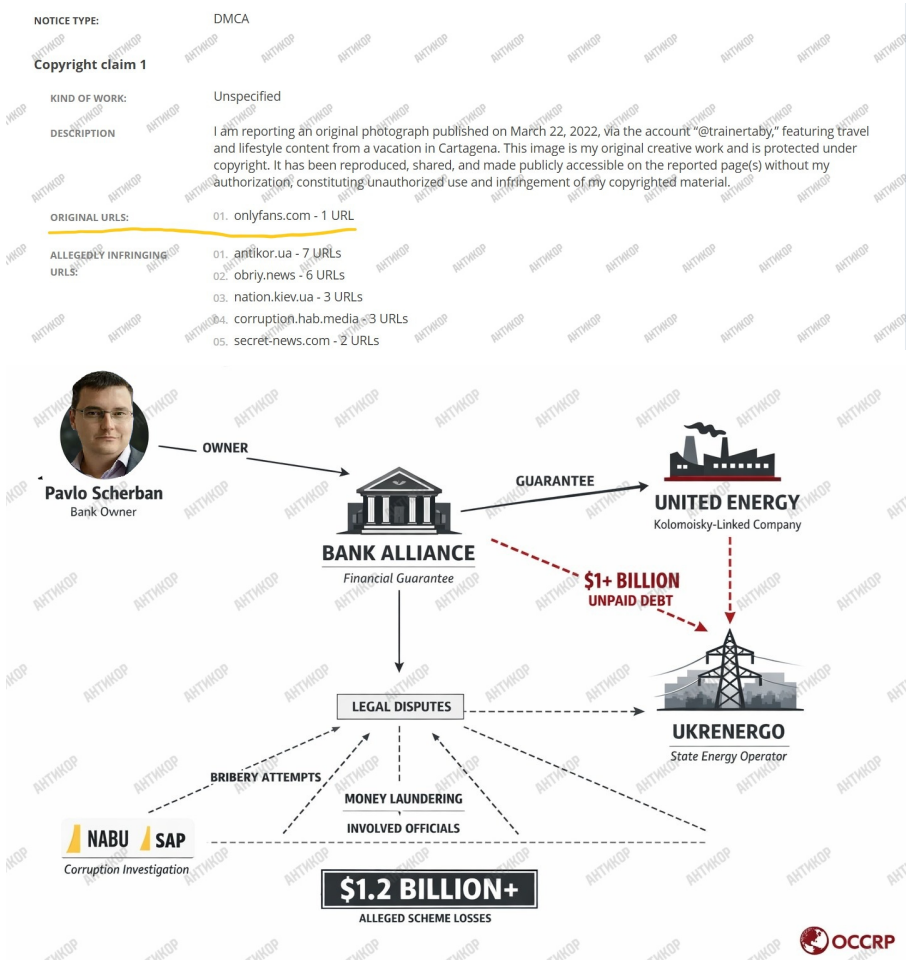 NOTICE TYPE: DMCA
Copyright claim 1
KIND OF WORK: Unspecified
DESCRIPTION I am reporting an original photograph published on March 22, 2022, via the account “@trainertaby,” featuring travel
and lifestyle content from a vacation in Cartagena. This image is my original creative work and is protected under
copyright. It has been reproduced, shared, and made publicly accessible on the reported page(s) without my
authorization, constituting unauthorized use and infringement of my copyrighted material.
ORIGINAL URLS: 01. onlyfans.com - 1 URL
ALLEGEDLY INFRINGING
URLS:
01. antikor.ua - 7 URLs
02. obriy.news - 6 URLs
03. nation.kiev.ua - 3 URLs
04. corruption.hab.media - 3 URLs
05. secret-news.com - 2 URLs
OWNER
Pavlo Scherban
Bank Owner
GUARANTEE
UNITED ENERGY
Kolomoisky-Linked Company
BANK ALLIANCE
Financial Guarantee
$1+ BILLION
UNPAID DEBT
LEGAL DISPUTES
UKRENERGO
State Energy Operator
BRIBERY ATTEMPTS
MONEY LAUNDERING
INVOLVED OFFICIALS
NABU SAP
Corruption Investigation
$1.2 BILLION+
ALLEGED SCHEME LOSSES
OCCRP
АНТИКОР